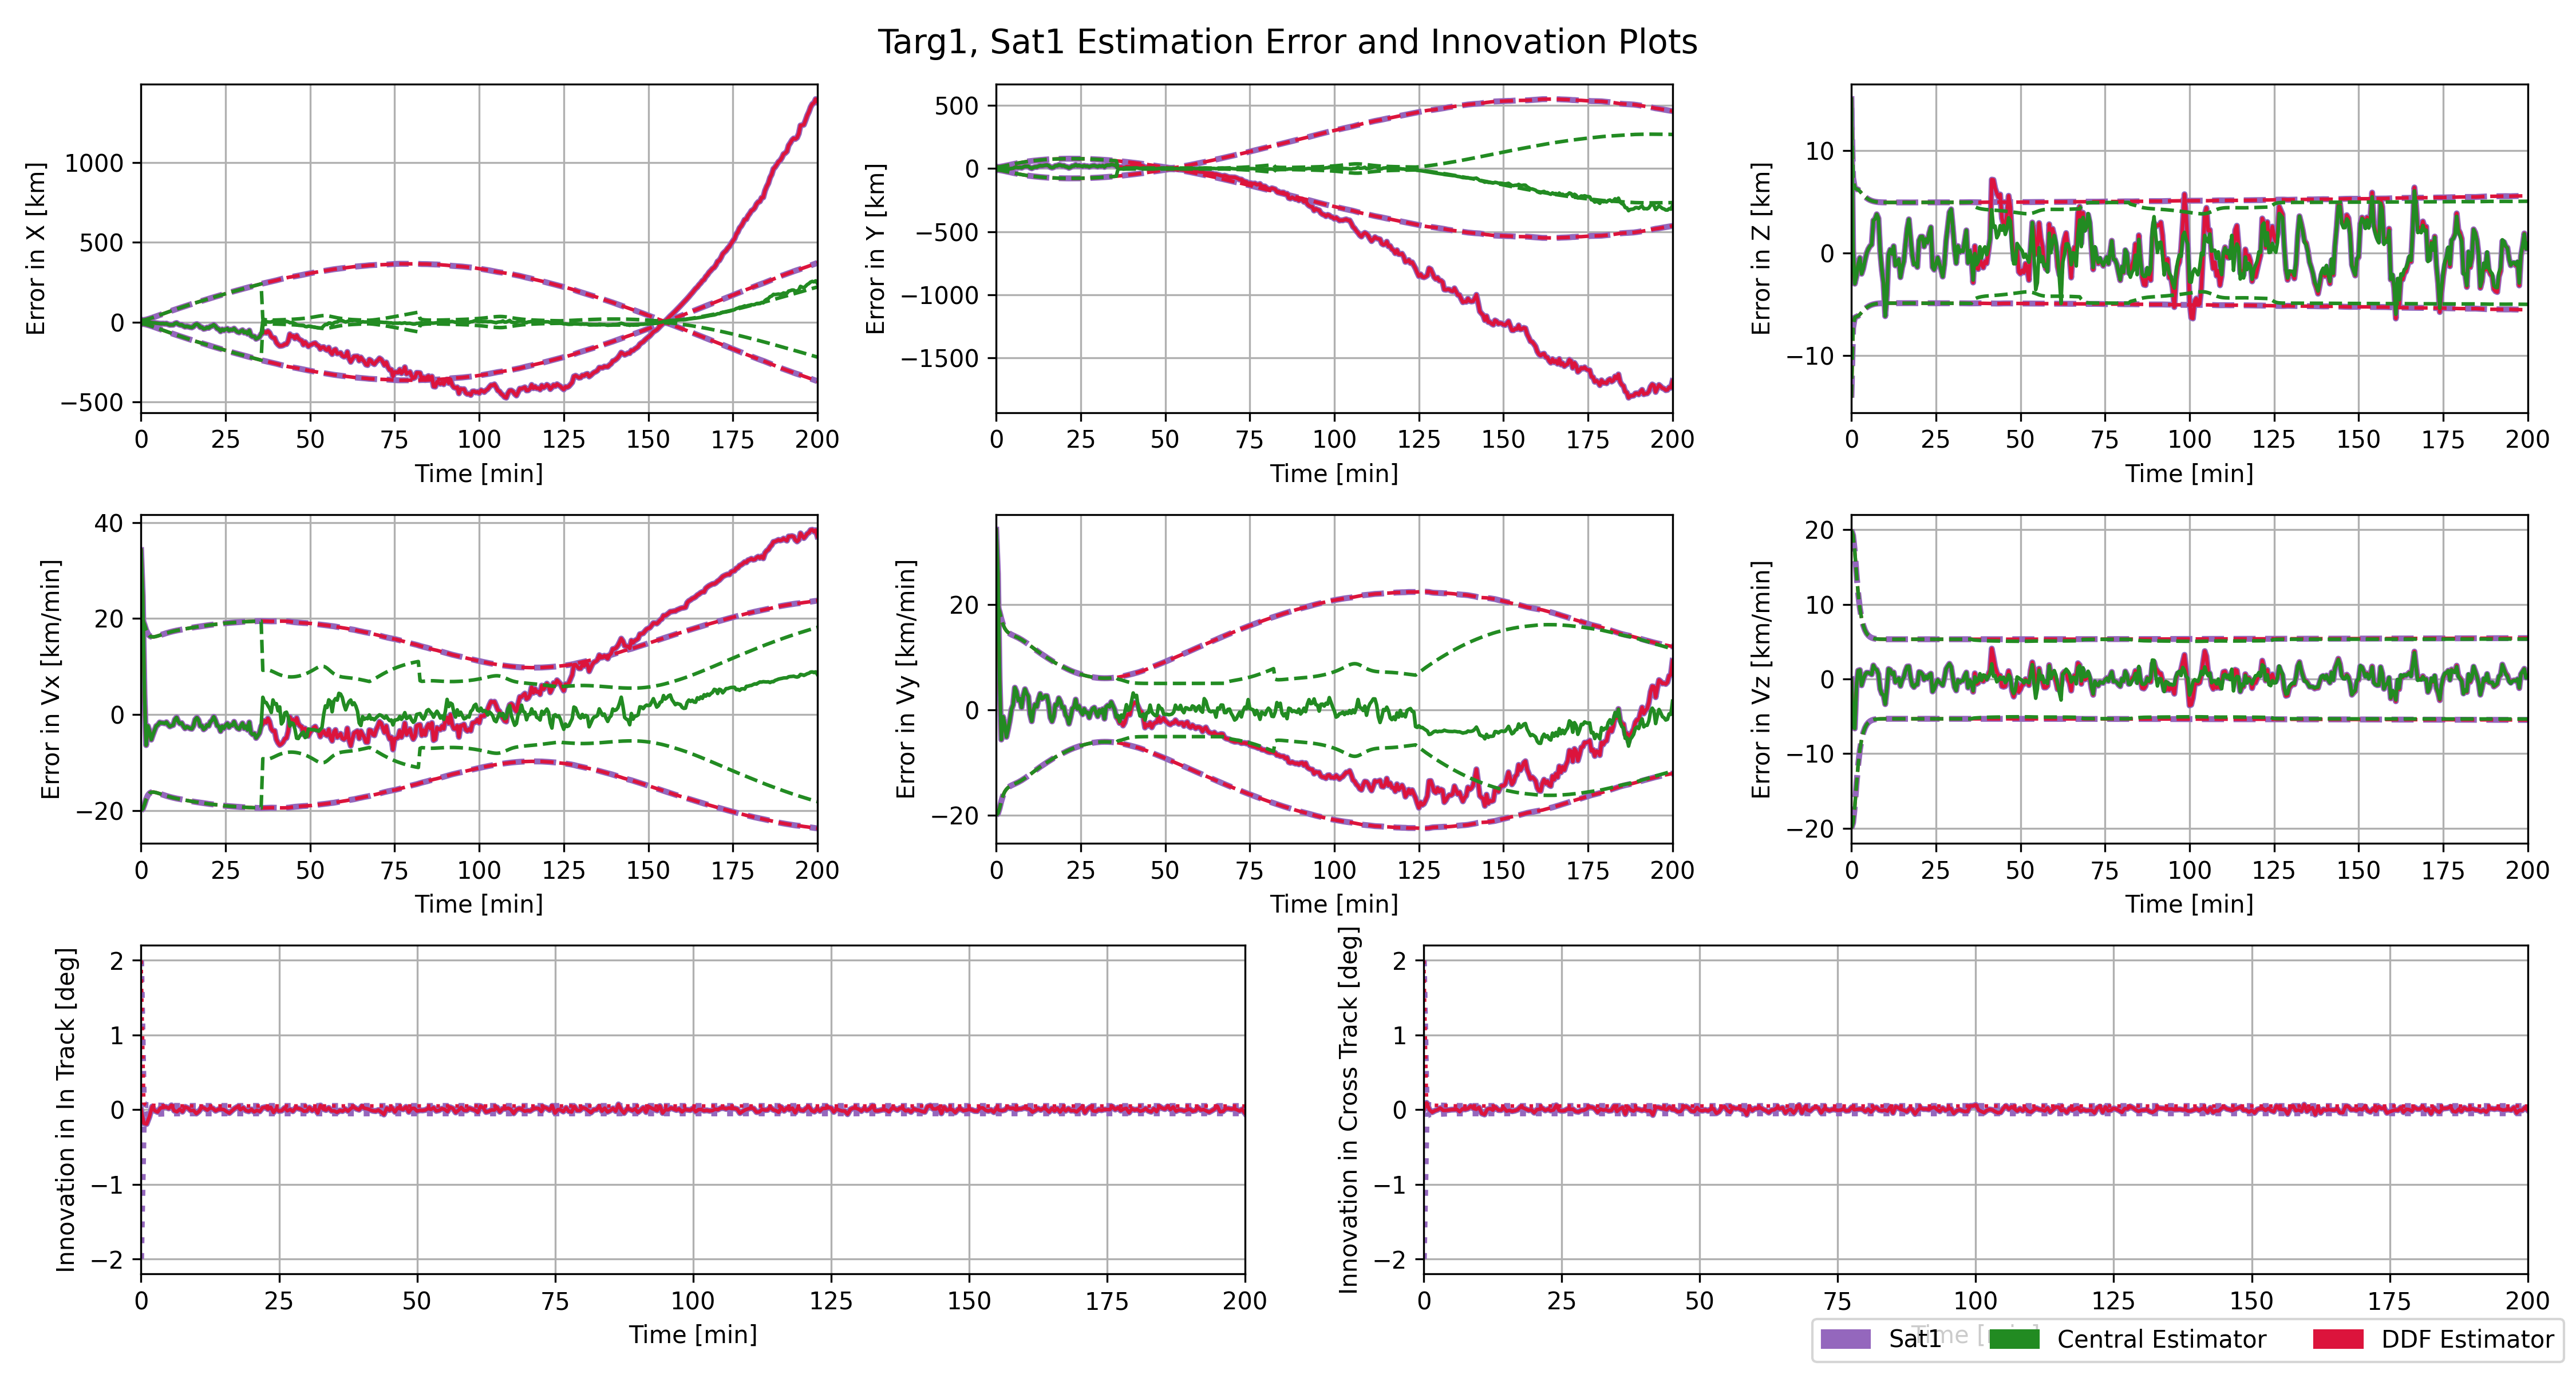 Targ1, Sat1 Estimation Error and Innovation Plots
Error in X [km]
1000
500
0
−500
0 25 50 75 100 125 150 175 200
Time [min]
Error in Y [km]
500
0
−500
−1000
−1500
0 25 50 75 100 125 150 175 200
Time [min]
Error in Z [km]
10
0
−10
0 25 50 75 100 125 150 175 200
Time [min]
Error in Vx [km/min]
40
20
0
−20
0 25 50 75 100 125 150 175 200
Time [min]
Error in Vy [km/min]
20
0
−20
0 25 50 75 100 125 150 175 200
Time [min]
Error in Vz [km/min]
20
10
0
−10
−20
0 25 50 75 100 125 150 175 200
Time [min]
Innovation in In Track [deg]
2
1
0
−1
−2
0 25 50 75 100 125 150 175 200
Time [min]
Innovation in Cross Track [deg]
2
1
0
−1
−2
0 25 50 75 100 125 150 175 200
Sat1 Central Estimator DDF Estimator